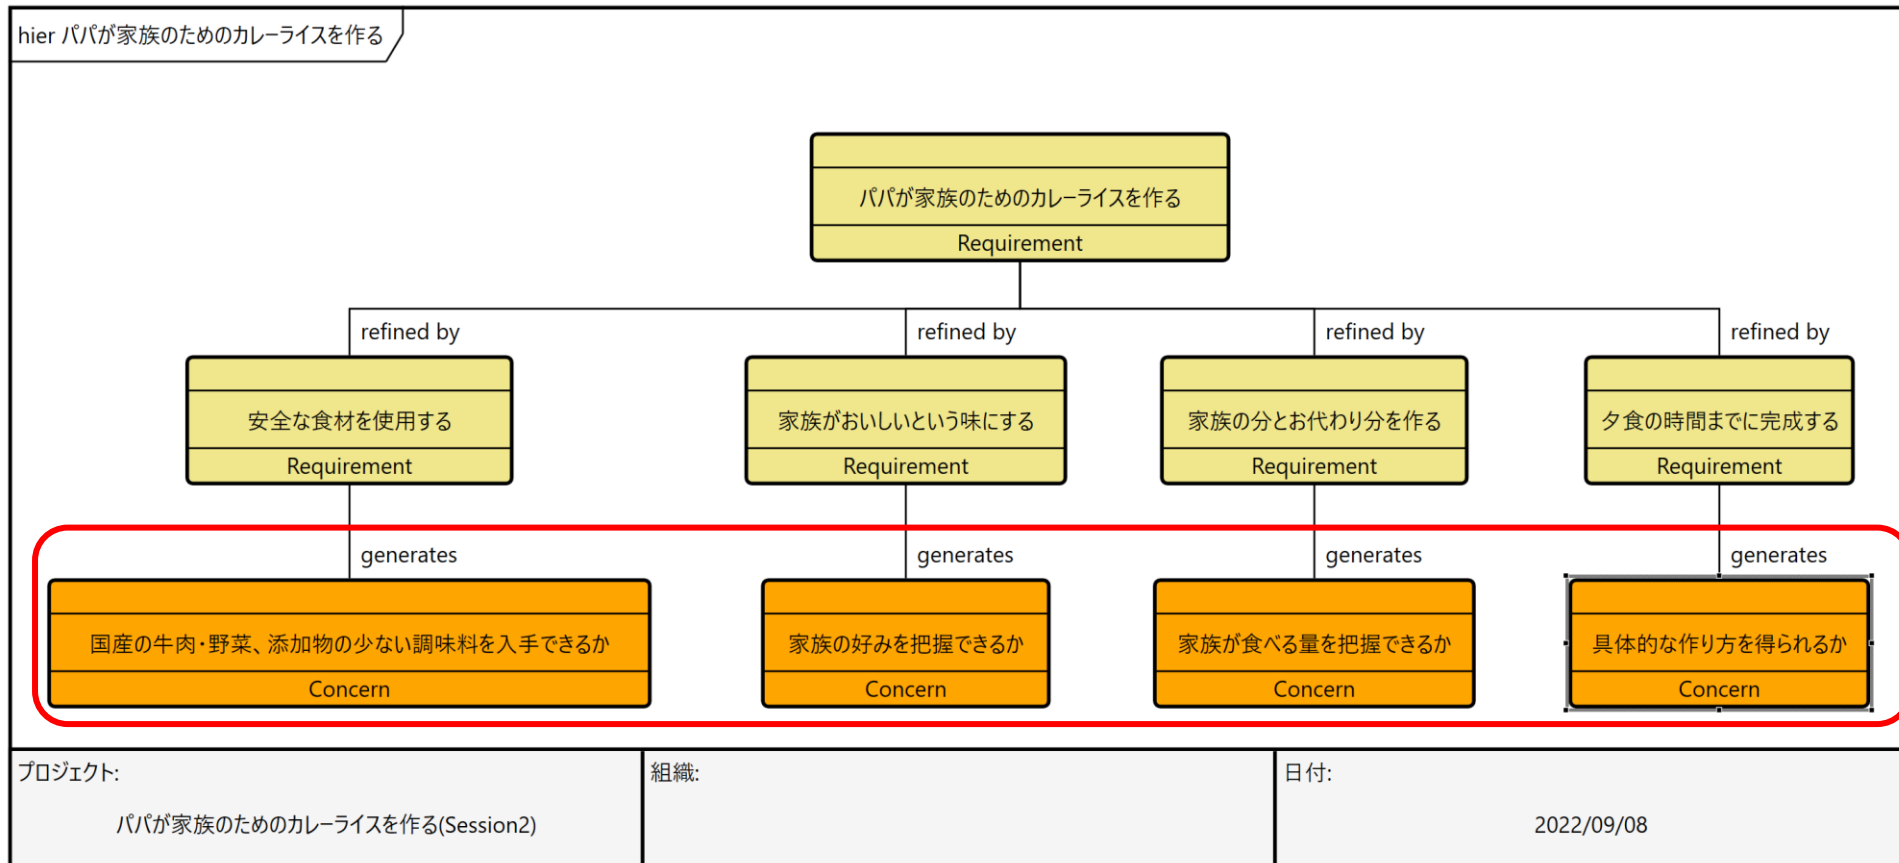 hier パパが家族のためのカレーライスを作る
パパが家族のためのカレーライスを作る
Requirement
refined by
refined by
refined by
refined by
安全な食材を使用する
Requirement
家族がおいしいという味にする
Requirement
家族の分とお代わり分を作る
Requirement
夕食の時間までに完成する
Requirement
generates
generates
generates
generates
国産の牛肉・野菜、添加物の少ない調味料を入手できるか
Concern
家族の好みを把握できるか
Concern
家族が食べる量を把握できるか
Concern
具体的な作り方を得られるか
Concern
プロジェクト:
パパが家族のためのカレーライスを作る(Session2)
組織:
日付:
2022/09/08